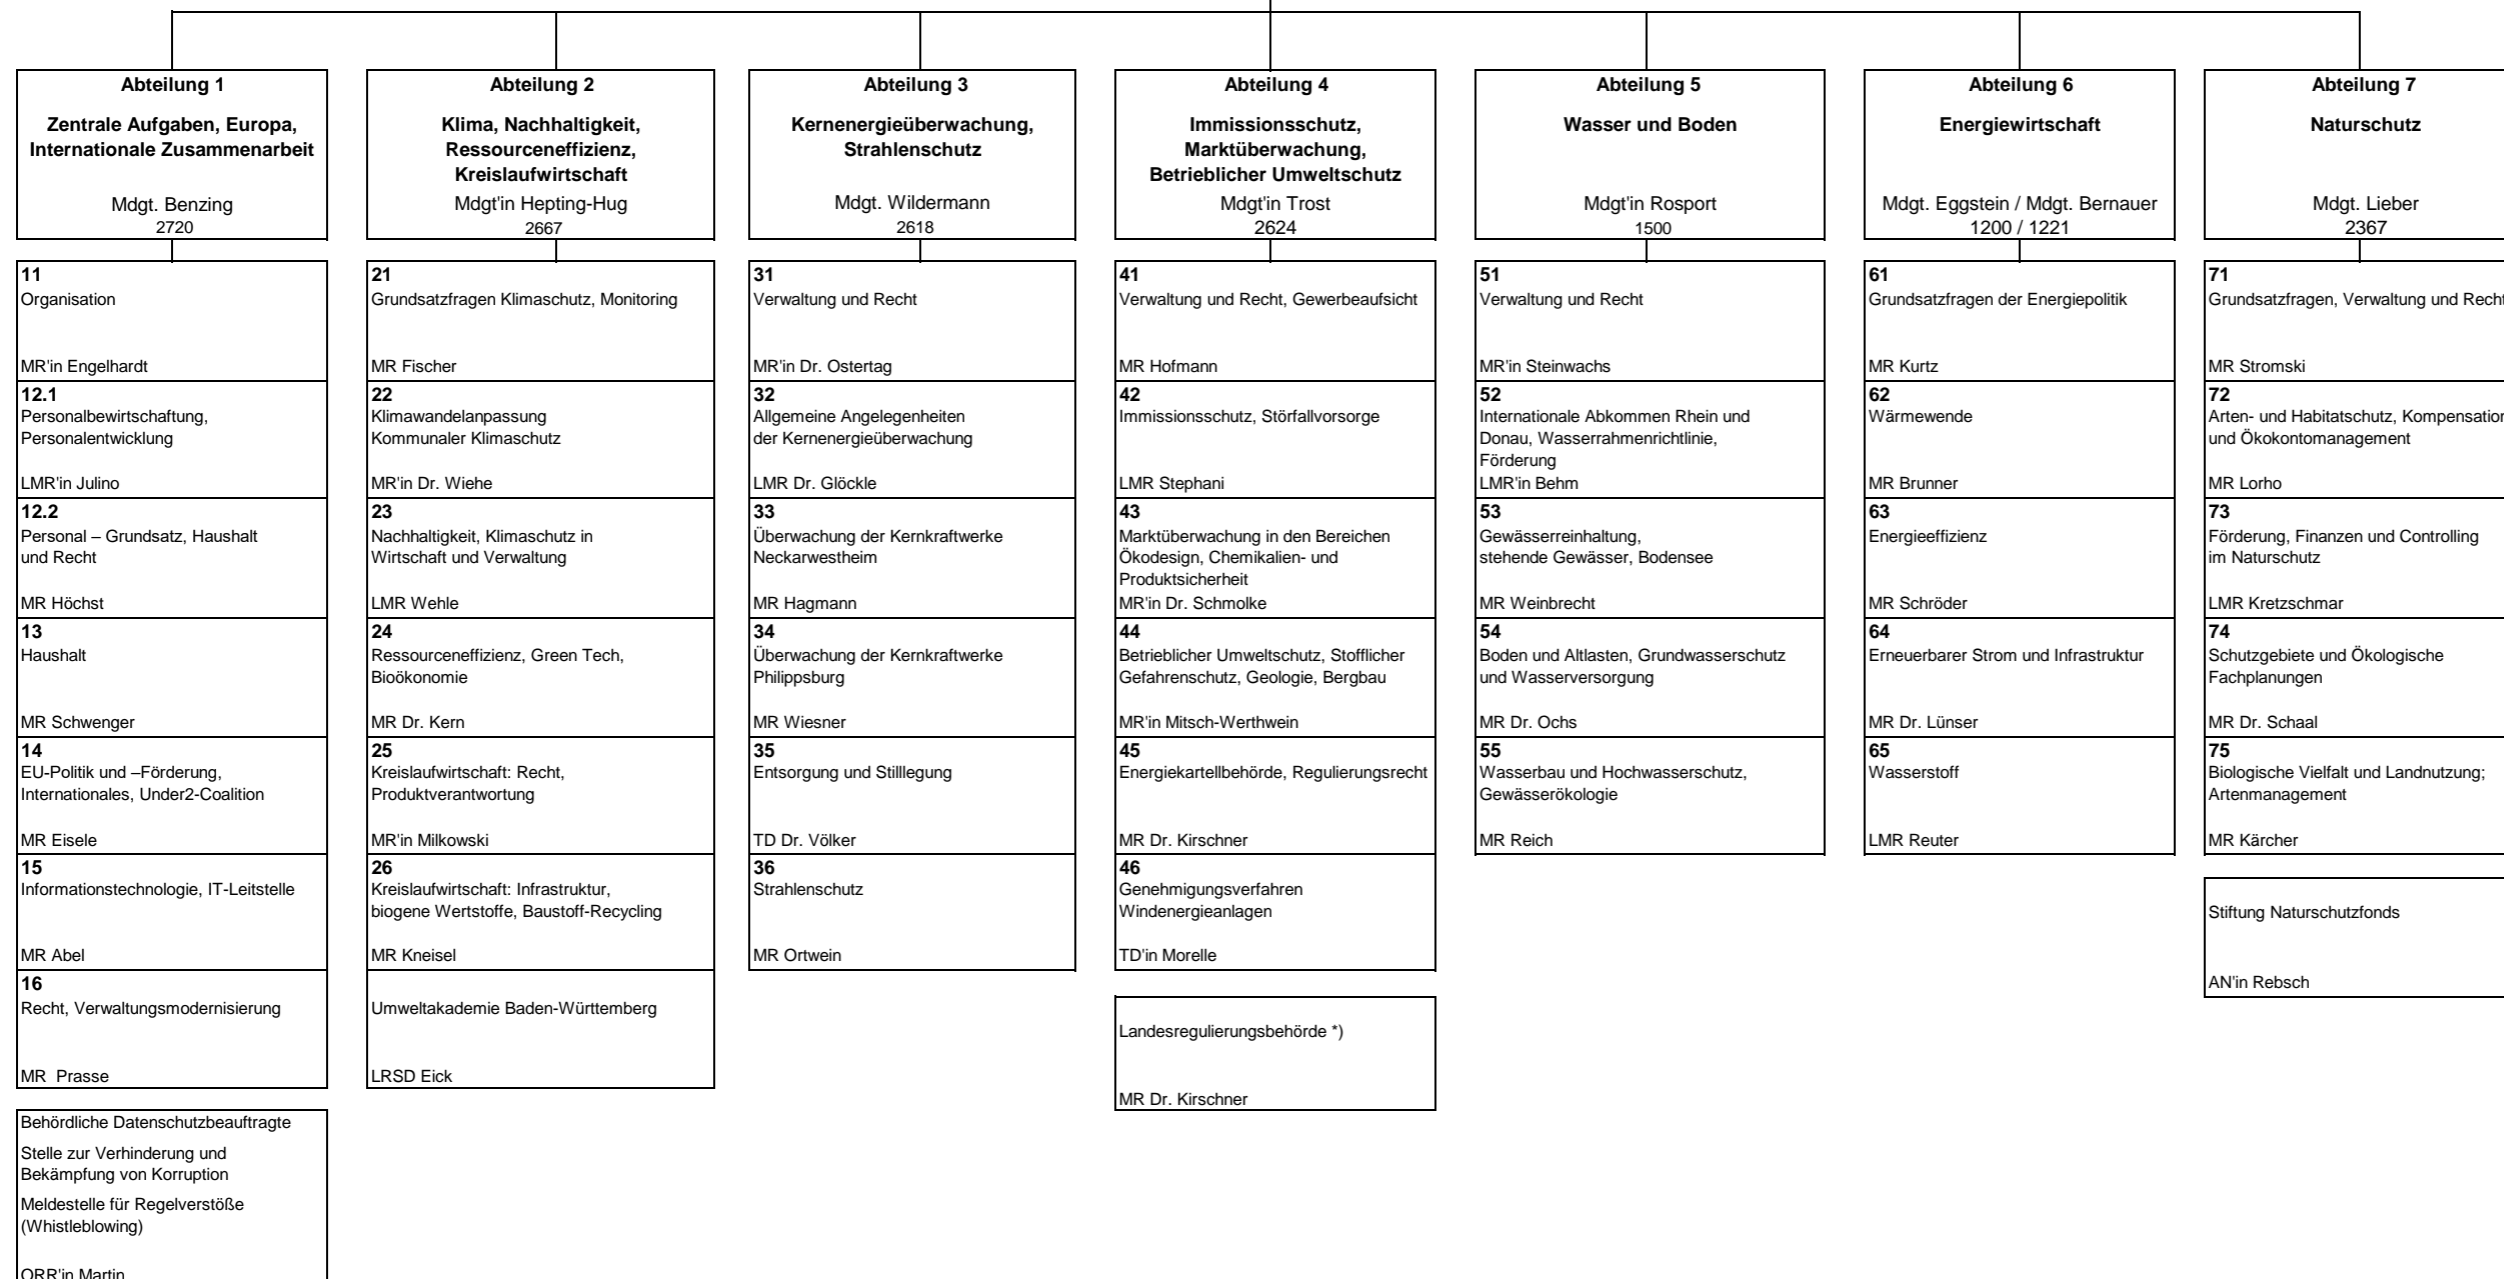 Abteilung 1
Zentrale Aufgaben, Europa,
Internationale Zusammenarbeit
Mdgt. Benzing
2720
11
Organisation
MR'in Engelhardt
12.1
Personalbewirtschaftung,
Personalentwicklung
LMR'in Julino
12.2
Personal – Grundsatz, Haushalt
und Recht
MR Höchst
13
Haushalt
MR Schwenger
14
EU-Politik und –Förderung,
Internationales, Under2-Coalition
MR Eisele
15
Informationstechnologie, IT-Leitstelle
MR Abel
16
Recht, Verwaltungsmodernisierung
MR Prasse
Behördliche Datenschutzbeauftragte
Stelle zur Verhinderung und
Bekämpfung von Korruption
Meldestelle für Regelverstöße
(Whistleblowing)
ORR'in Martin
Abteilung 2
Klima, Nachhaltigkeit,
Ressourceneffizienz,
Kreislaufwirtschaft
Mdgt'in Hepting-Hug
2667
21
Grundsatzfragen Klimaschutz, Monitoring
MR Fischer
22
Klimawandelanpassung
Kommunaler Klimaschutz
MR'in Dr. Wiehe
23
Nachhaltigkeit, Klimaschutz in
Wirtschaft und Verwaltung
LMR Wehle
24
Ressourceneffizienz, Green Tech,
Bioökonomie
MR Dr. Kern
25
Kreislaufwirtschaft: Recht,
Produktverantwortung
MR'in Milkowski
26
Kreislaufwirtschaft: Infrastruktur,
biogene Wertstoffe, Baustoff-Recycling
MR Kneisel
Umweltakademie Baden-Württemberg
LRSD Eick
Abteilung 3
Kernenergieüberwachung,
Strahlenschutz
Mdgt. Wildermann
2618
31
Verwaltung und Recht
MR'in Dr. Ostertag
32
Allgemeine Angelegenheiten
der Kernenergieüberwachung
LMR Dr. Glöckle
33
Überwachung der Kernkraftwerke
Neckarwestheim
MR Hagmann
34
Überwachung der Kernkraftwerke
Philippsburg
MR Wiesner
35
Entsorgung und Stilllegung
TD Dr. Völker
36
Strahlenschutz
MR Ortwein
Abteilung 4
Immissionsschutz,
Marktüberwachung,
Betrieblicher Umweltschutz
Mdgt'in Trost
2624
41
Verwaltung und Recht, Gewerbeaufsicht
MR Hofmann
42
Immissionsschutz, Störfallvorsorge
LMR Stephani
43
Marktüberwachung in den Bereichen
Ökodesign, Chemikalien- und
Produktsicherheit
MR'in Dr. Schmolke
44
Betrieblicher Umweltschutz, Stofflicher
Gefahrenschutz, Geologie, Bergbau
MR'in Mitsch-Werthwein
45
Energiekartellbehörde, Regulierungsrecht
MR Dr. Kirschner
46
Genehmigungsverfahren
Windenergieanlagen
TD'in Morelle
Landesregulierungsbehörde *)
MR Dr. Kirschner
Abteilung 5
Wasser und Boden
Mdgt'in Rosport
1500
51
Verwaltung und Recht
MR'in Steinwachs
52
Internationale Abkommen Rhein und
Donau, Wasserrahmenrichtlinie,
Förderung
LMR'in Behm
53
Gewässerreinhaltung,
stehende Gewässer, Bodensee
MR Weinbrecht
54
Boden und Altlasten, Grundwasserschutz
und Wasserversorgung
MR Dr. Ochs
55
Wasserbau und Hochwasserschutz,
Gewässerökologie
MR Reich
Abteilung 6
Energiewirtschaft
Mdgt. Eggstein / Mdgt. Bernauer
1200 / 1221
61
Grundsatzfragen der Energiepolitik
MR Kurtz
62
Wärmewende
MR Brunner
63
Energieeffizienz
MR Schröder
64
Erneuerbarer Strom und Infrastruktur
MR Dr. Lünser
65
Wasserstoff
LMR Reuter
Abteilung 7
Naturschutz
Mdgt. Lieber
2367
71
Grundsatzfragen, Verwaltung und Recht
MR Stromski
72
Arten- und Habitatschutz, Kompensation
und Ökokontomanagement
MR Lorho
73
Förderung, Finanzen und Controlling
im Naturschutz
LMR Kretzschmar
74
Schutzgebiete und Ökologische
Fachplanungen
MR Dr. Schaal
75
Biologische Vielfalt und Landnutzung;
Artenmanagement
MR Kärcher
Stiftung Naturschutzfonds
AN'in Rebsch